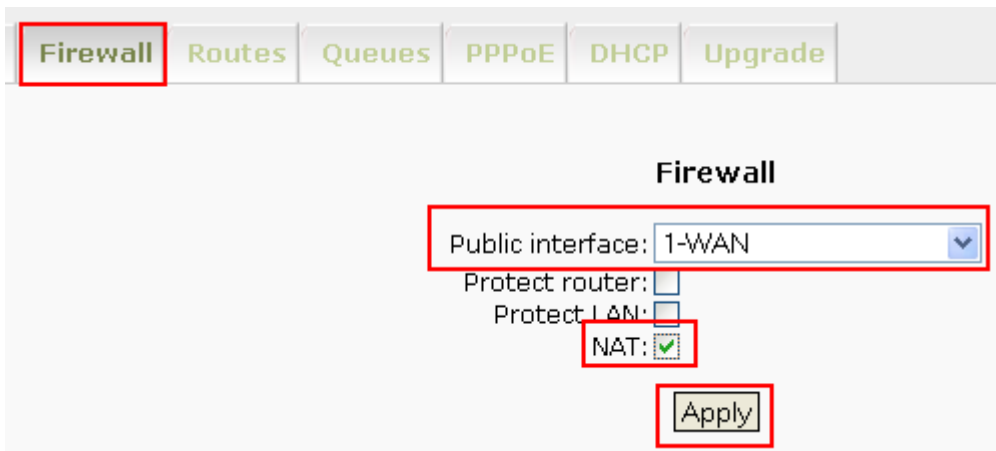 Firewall Routes Queues PPPoE DHCP Upgrade
Firewall
Public interface: 1-WAN
Protect router:
Protect LAN:
NAT:
Apply